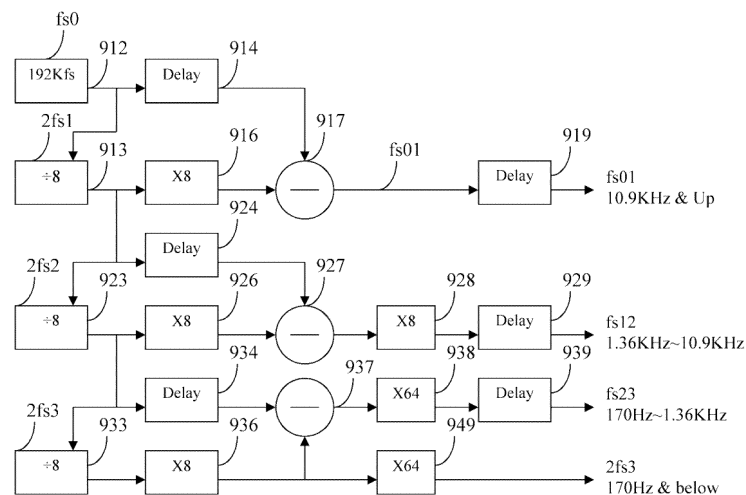 fs0
912
914
192Kfs
Delay
2fs1
913
916
917
919
÷8
X8
fs01
Delay
fs01
10.9KHz & Up
924
Delay
2fs2
923
926
927
928
929
÷8
X8
X8
Delay
fs12
1.36KHz~10.9KHz
934
937
938
939
Delay
X64
Delay
fs23
170Hz~1.36KHz
2fs3
933
936
949
÷8
X8
X64
2fs3
170Hz & below